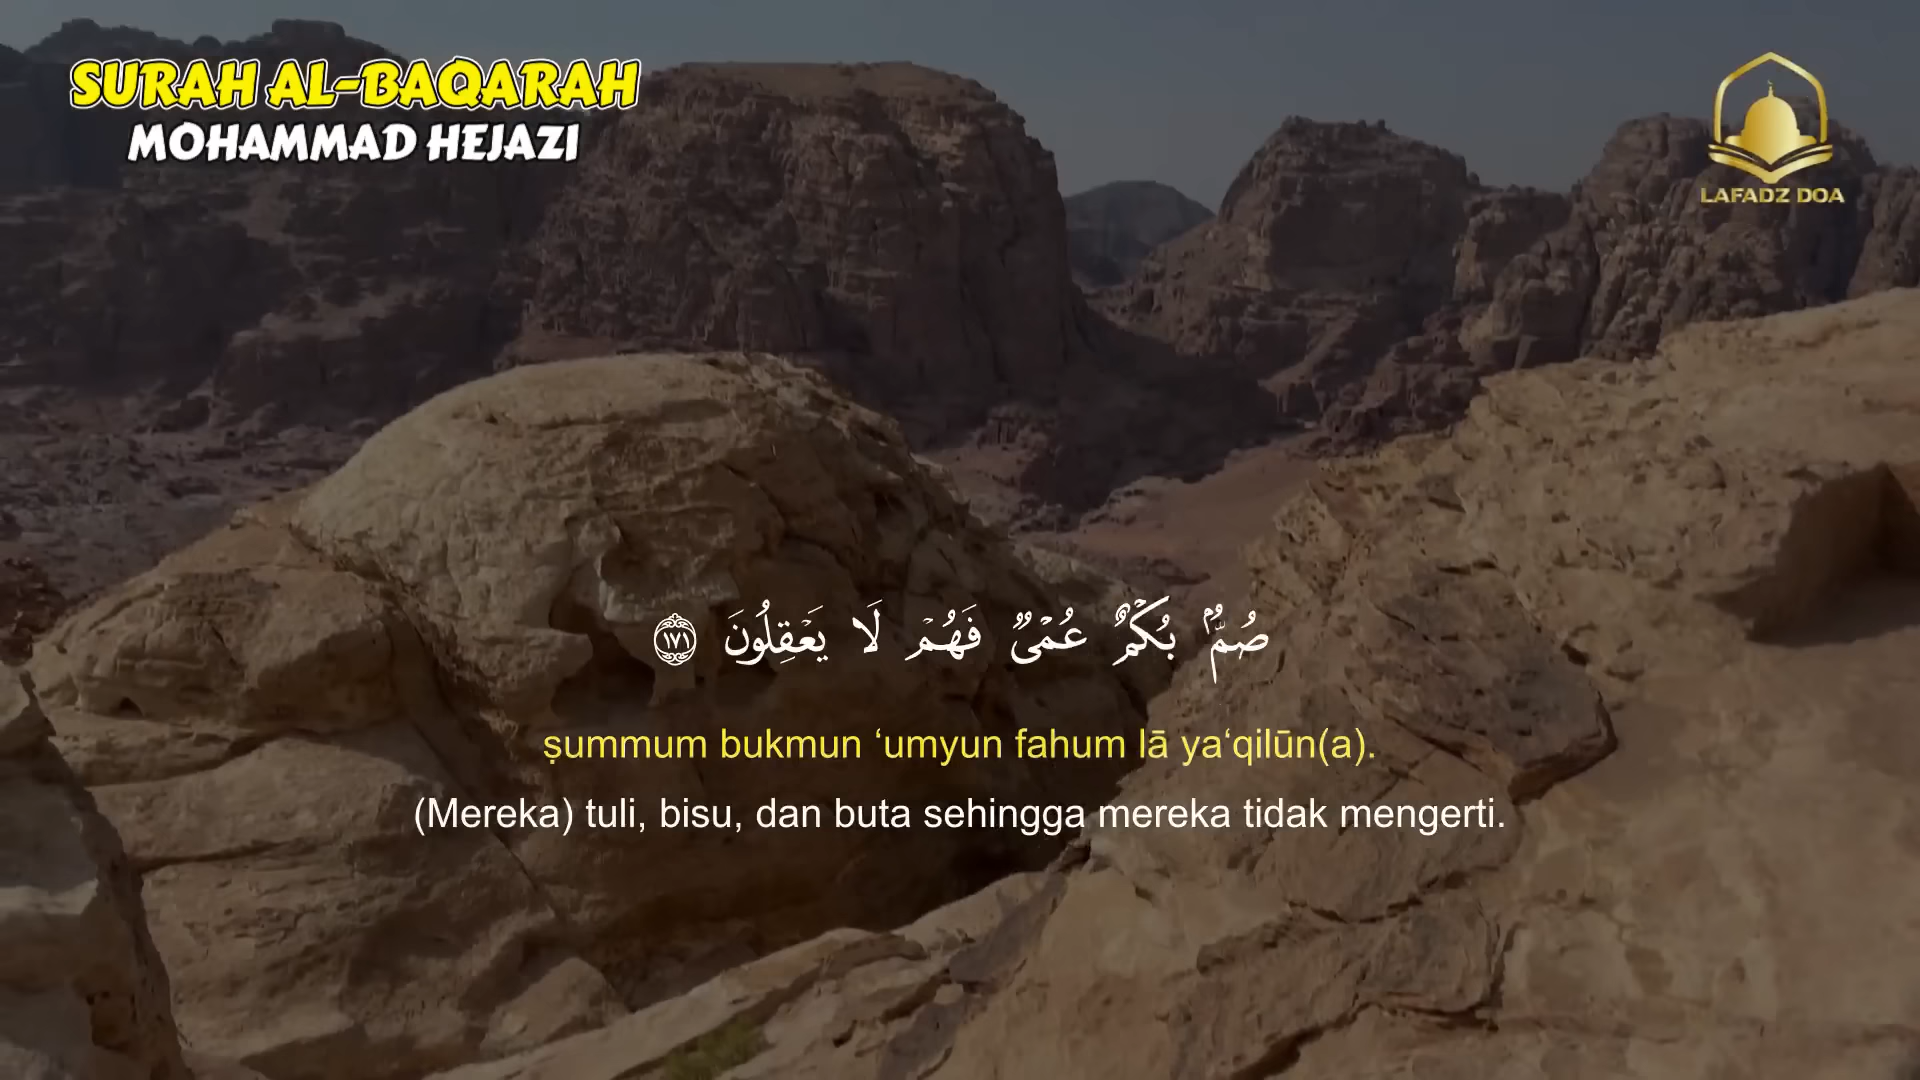 SURAH AL-BAQARAH
MOHAMMAD HEJAZI
LAFADZ DOA
صُمٌّۢ بُكْمٌ عُمْيٌ فَهُمْ لَا يَعْقِلُونَ ١٧١
ṣummum bukmun ‘umyun fahum lā ya‘qilūn(a).
(Mereka) tuli, bisu, dan buta sehingga mereka tidak mengerti.